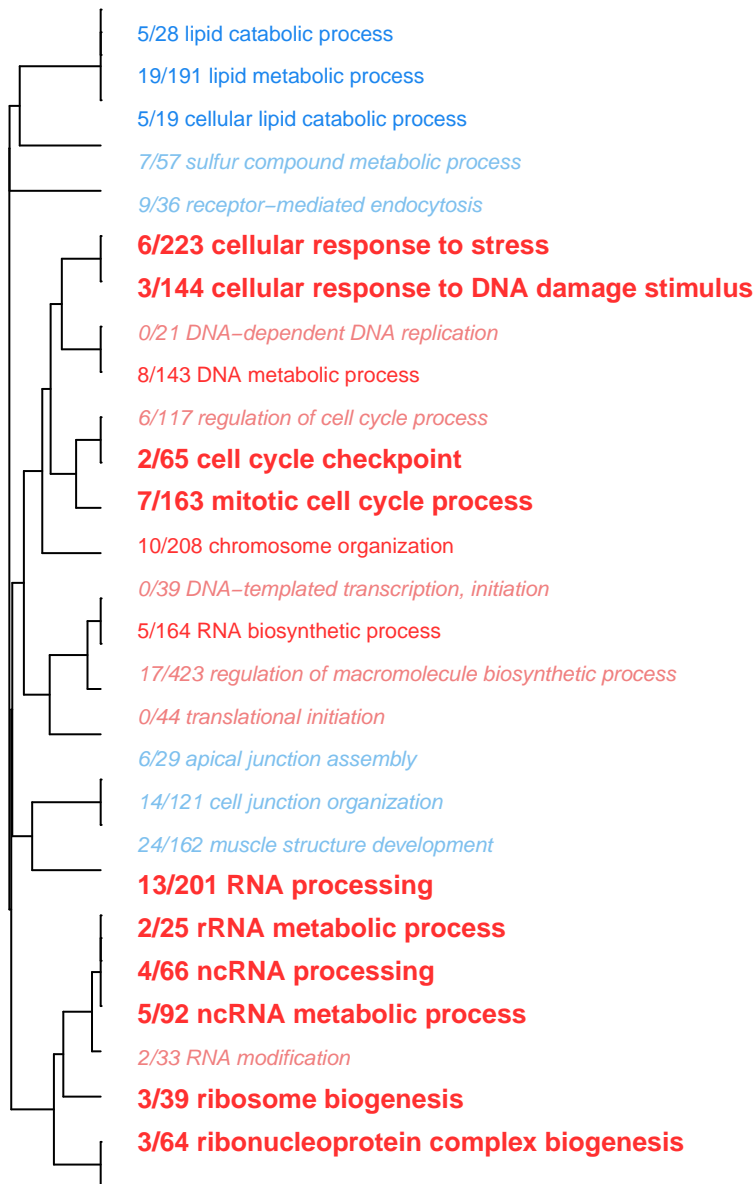 5/28 lipid catabolic process
19/191 lipid metabolic process
5/19 cellular lipid catabolic process
7/57 sulfur compound metabolic process
9/36 receptor−mediated endocytosis
6/223 cellular response to stress
3/144 cellular response to DNA damage stimulus
0/21 DNA−dependent DNA replication
8/143 DNA metabolic process
6/117 regulation of cell cycle process
2/65 cell cycle checkpoint
7/163 mitotic cell cycle process
10/208 chromosome organization
0/39 DNA−templated transcription, initiation
5/164 RNA biosynthetic process
17/423 regulation of macromolecule biosynthetic process
0/44 translational initiation
6/29 apical junction assembly
14/121 cell junction organization
24/162 muscle structure development
13/201 RNA processing
2/25 rRNA metabolic process
4/66 ncRNA processing
5/92 ncRNA metabolic process
2/33 RNA modification
3/39 ribosome biogenesis
3/64 ribonucleoprotein complex biogenesis